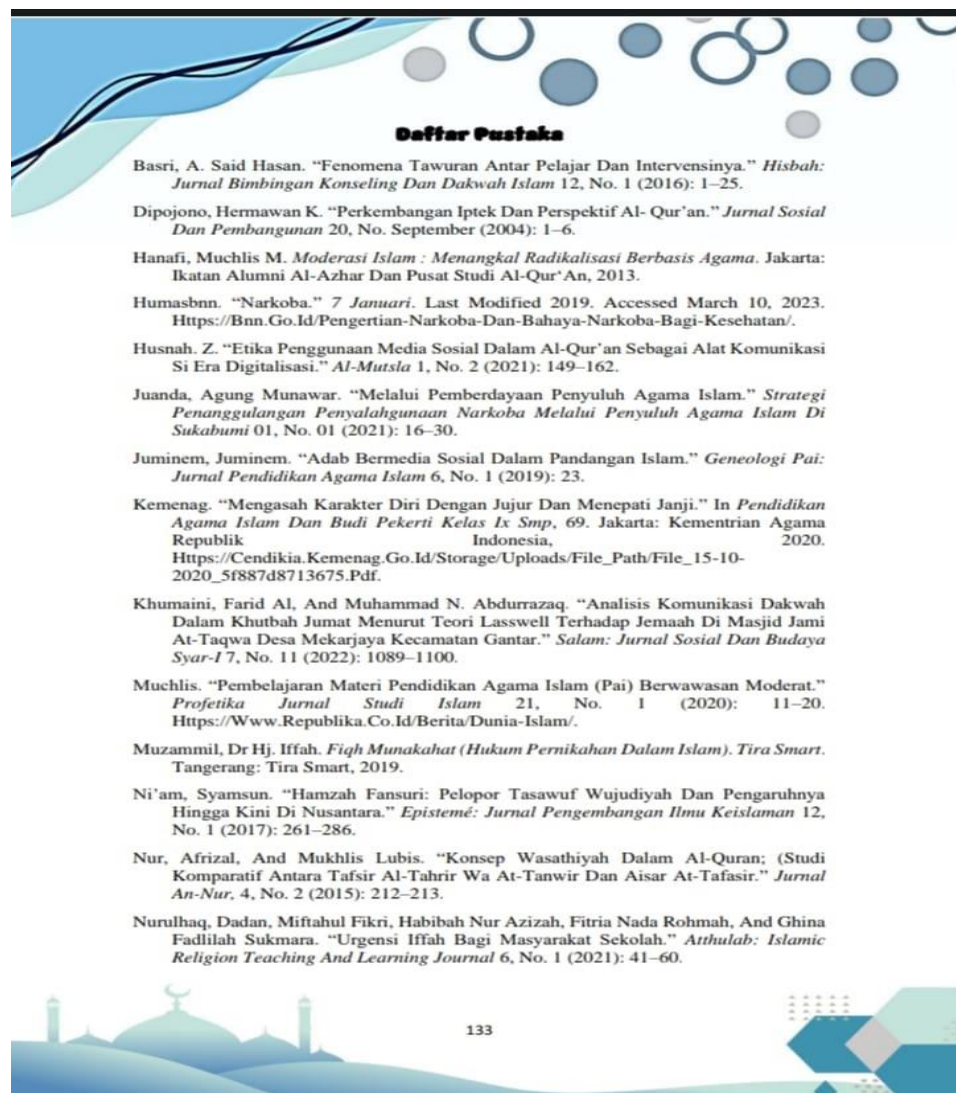 Daftar Pustaka
Basri, A. Said Hasan. “Fenomena Tawuran Antar Pelajar Dan Intervensinya.” Hisbah:
Jurnal Bimbingan Konseling Dan Dakwah Islam 12, No. 1 (2016): 1–25.
Dipojono, Hermawan K. “Perkembangan Iptek Dan Perspektif Al- Qur’an.” Jurnal Sosial
Dan Pembangunan 20, No. September (2004): 1–6.
Hanafi, Muchlis M. Moderasi Islam : Menangkal Radikalisasi Berbasis Agama. Jakarta:
Ikatan Alumni Al-Azhar Dan Pusat Studi Al-Qur‘An, 2013.
Humasbnn. “Narkoba.” 7 Januari. Last Modified 2019. Accessed March 10, 2023.
Https://Bnn.Go.Id/Pengertian-Narkoba-Dan-Bahaya-Narkoba-Bagi-Kesehatan/.
Husnah. Z. “Etika Penggunaan Media Sosial Dalam Al-Qur’an Sebagai Alat Komunikasi
Si Era Digitalisasi.” Al-Mutsla 1, No. 2 (2021): 149–162.
Juanda, Agung Munawar. “Melalui Pemberdayaan Penyuluh Agama Islam.” Strategi
Penanggulangan Penyalahgunaan Narkoba Melalui Penyuluh Agama Islam Di
Sukabumi 01, No. 01 (2021): 16–30.
Juminem, Juminem. “Adab Bermedia Sosial Dalam Pandangan Islam.” Geneologi Pai:
Jurnal Pendidikan Agama Islam 6, No. 1 (2019): 23.
Kemenag. “Mengasah Karakter Diri Dengan Jujur Dan Menepati Janji.” In Pendidikan
Agama Islam Dan Budi Pekerti Kelas Ix Smp, 69. Jakarta: Kementrian Agama
Republik Indonesia, 2020.
Https://Cendikia.Kemenag.Go.Id/Storage/Uploads/File_Path/File_15-10-
2020_5f887d8713675.Pdf.
Khumaini, Farid Al, And Muhammad N. Abdurrazaq. “Analisis Komunikasi Dakwah
Dalam Khutbah Jumat Menurut Teori Lasswell Terhadap Jemaah Di Masjid Jami
At-Taqwa Desa Mekarjaya Kecamatan Gantar.” Salam: Jurnal Sosial Dan Budaya
Syar-I 7, No. 11 (2022): 1089–1100.
Muchlis. “Pembelajaran Materi Pendidikan Agama Islam (Pai) Berwawasan Moderat.”
Profetika Jurnal Studi Islam 21, No. 1 (2020): 11–20.
Https://Www.Republika.Co.Id/Berita/Dunia-Islam/.
Muzammil, Dr Hj. Iffah. Fiqh Munakahat (Hukum Pernikahan Dalam Islam). Tira Smart.
Tangerang: Tira Smart, 2019.
Ni’am, Syamsun. “Hamzah Fansuri: Pelopor Tasawuf Wujudiyah Dan Pengaruhnya
Hingga Kini Di Nusantara.” Epistemé: Jurnal Pengembangan Ilmu Keislaman 12,
No. 1 (2017): 261–286.
Nur, Afrizal, And Mukhlis Lubis. “Konsep Wasathiyah Dalam Al-Quran; (Studi
Komparatif Antara Tafsir Al-Tahrir Wa At-Tanwir Dan Aisar At-Tafasir.” Jurnal
An-Nur, 4, No. 2 (2015): 212–213.
Nurulhaq, Dadan, Miftahul Fikri, Habibah Nur Azizah, Fitria Nada Rohmah, And Ghina
Fadlilah Sukmara. “Urgensi Iffah Bagi Masyarakat Sekolah.” Atthulab: Islamic
Religion Teaching And Learning Journal 6, No. 1 (2021): 41–60.
133